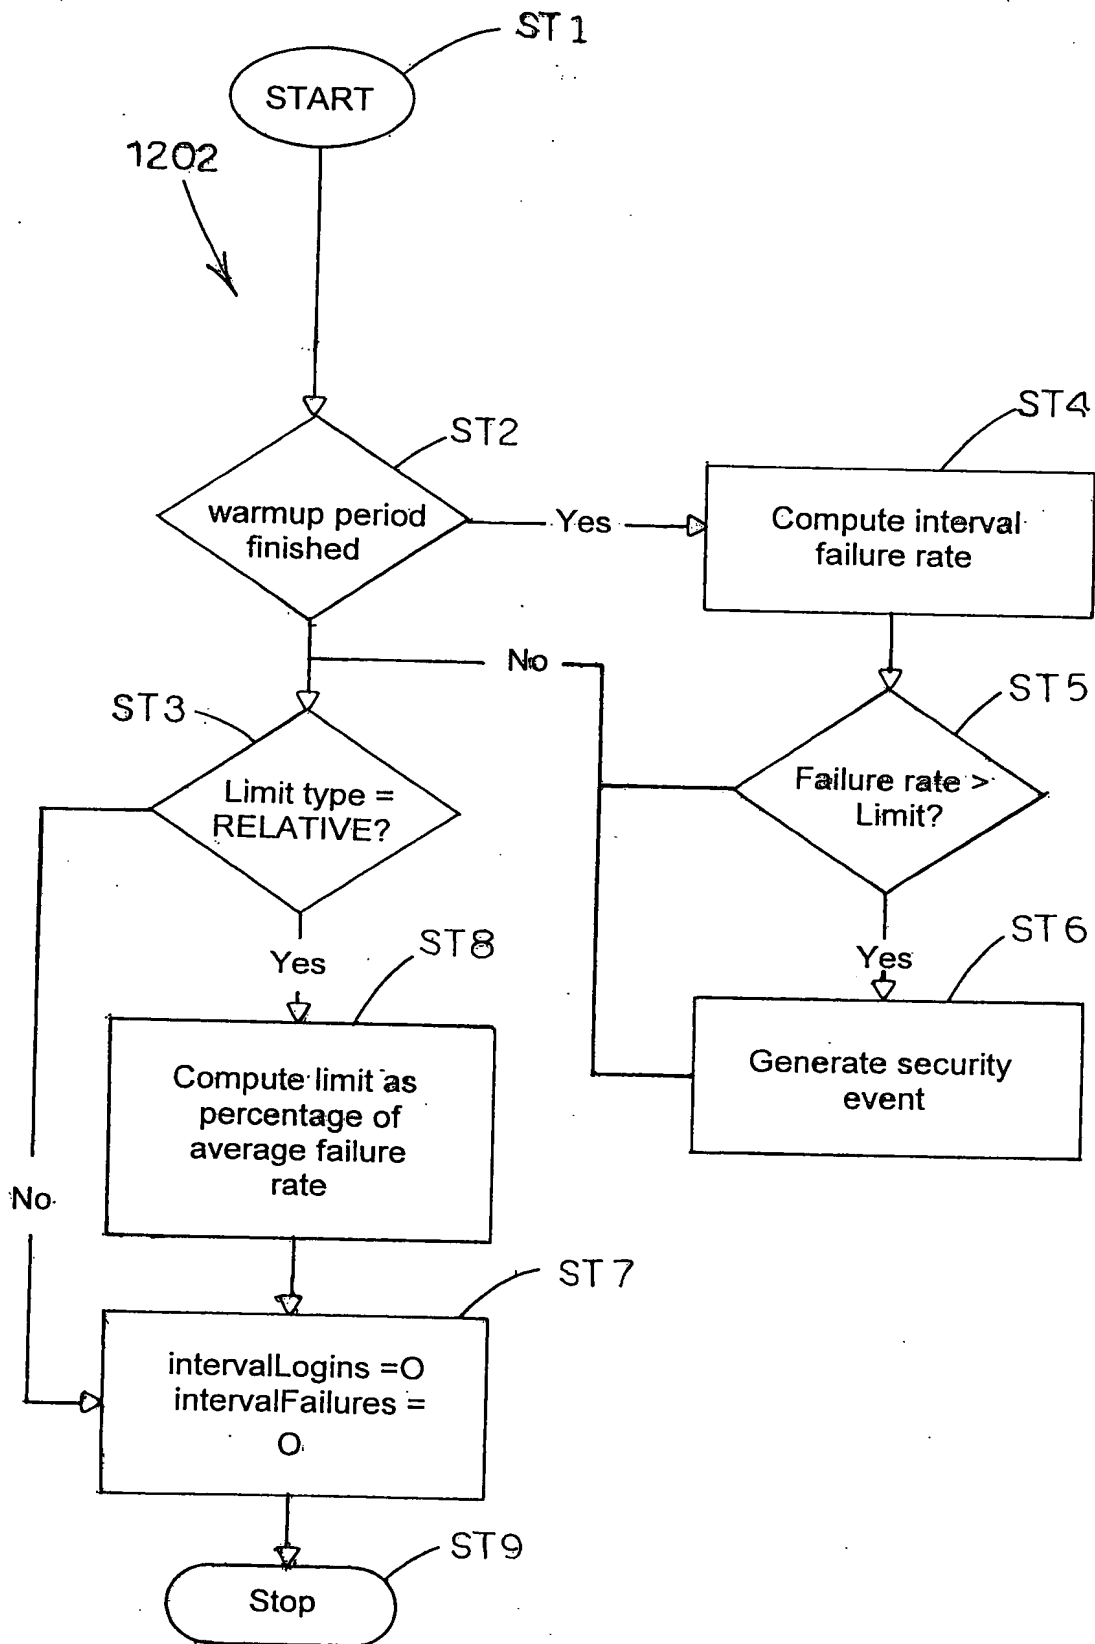 ST1
START
1202
ST2
warmup period
finished
Yes
ST4
Compute interval
failure rate
No
ST3
Limit type =
RELATIVE?
ST5
Failure rate >
Limit?
Yes
ST8
Yes
ST6
Generate security
event
Compute limit as
percentage of
average failure
rate
No
ST7
intervalLogins =O
intervalFailures =
O
ST9
Stop